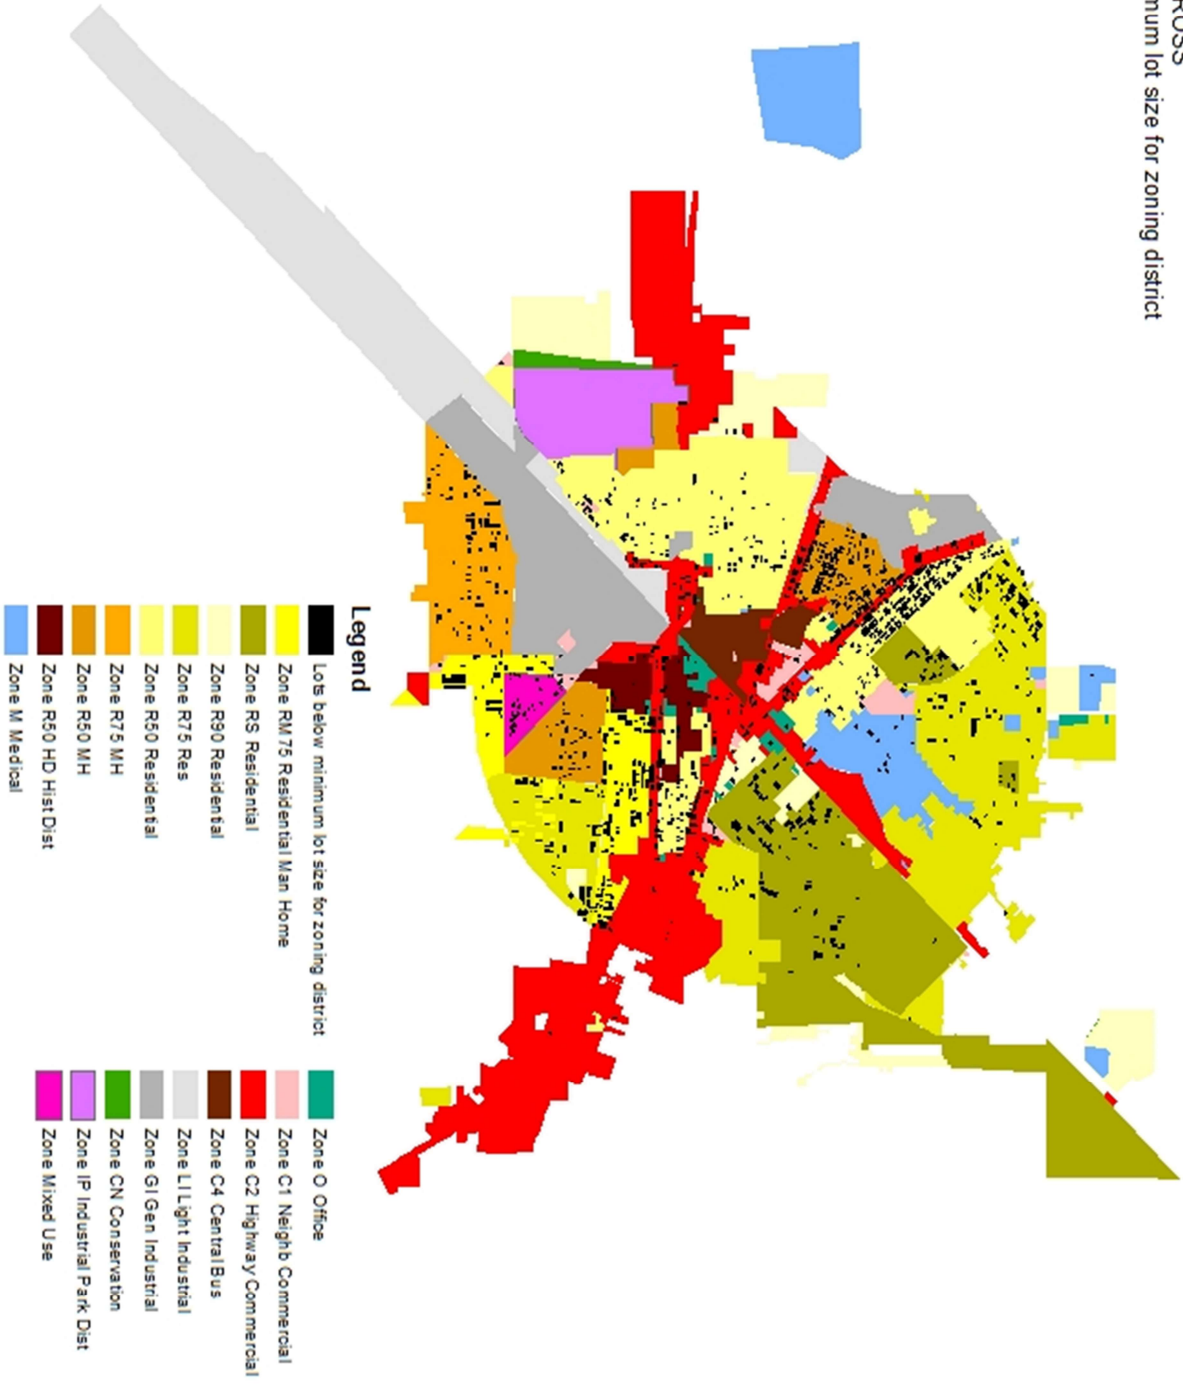 mum lot size for zoning district
Legend
Lots below minimum lot size for zoning district
Zone RM75 Residential Man Home
Zone RS Residential
Zone R90 Residential
Zone R75 Res
Zone R50 Residential
Zone R75 MH
Zone R50 MH
Zone R50 HD Hist Dist
Zone M Medical
Zone O Office
Zone C1 Neighb Commercial
Zone C2 Highway Commercial
Zone C4 Central Bus
Zone LI Light Industrial
Zone GI Gen Industrial
Zone CN Conservation
Zone IP Industrial Park Dist
Zone Mixed Use